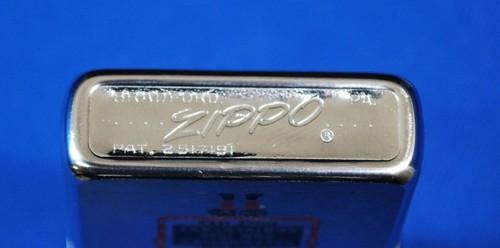 BRADFORD, PA.
ZIPPO ®
PAT. 2517191